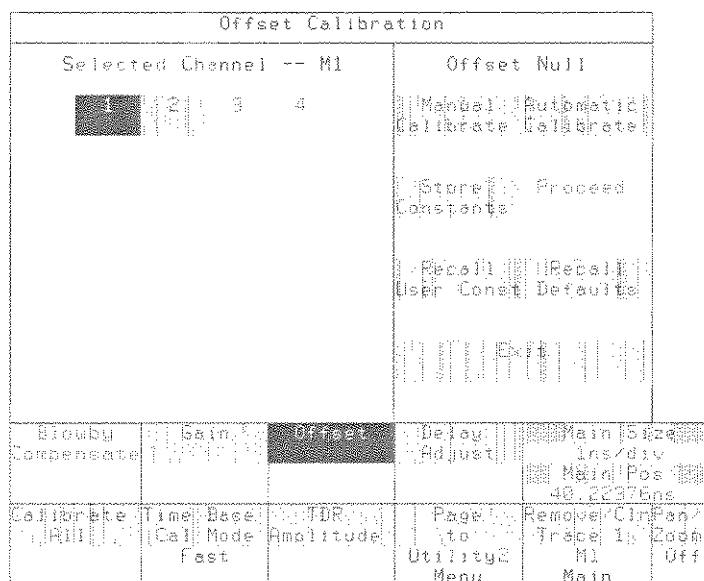 Offset Calibration
Selected Channel -- M1
1 2 3 4
Offset Null
Manual Calibrate
Automatic Calibrate
Store Constants
Proceed
Recall User Const
Recall Defaults
Exit
Blowby Compensate
Gain
Offset
Delay Adjust
Main Size
1ns/div
Main Pos
40.22376ns
Calibrate All
Time Base Cal Mode
Fast
TDR Amplitude
Page to Utility2 Menu
Remove/Clr Trace 1
M1
Main
Pan/Zoom
Off